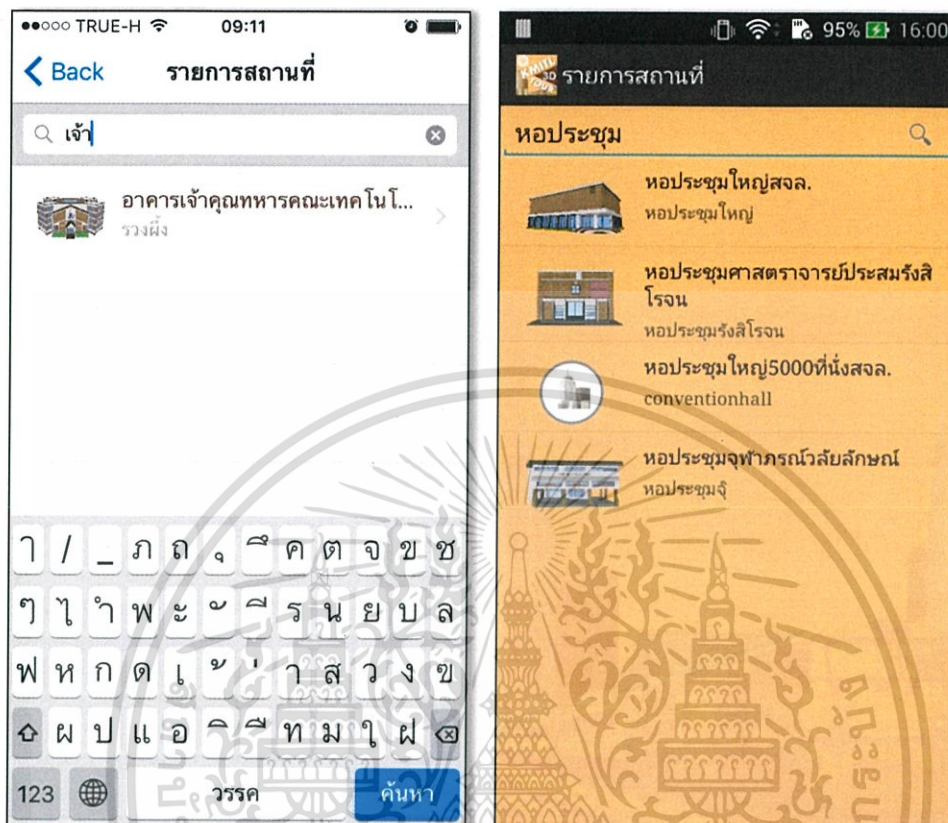 TRUE-H 09:11
Back รายการสถานที่
เจ้า
อาคารเจ้าคุณทหารคณะเทคโนโ...
รวงผึ้ง
ๅ / _ ภ ถ ุ ึ ค ต จ ข ช
ๆ ไ ำ พ ะ ั ี ร น ย บ ล
ฟ ห ก ด เ ้ ่ า ส ว ง ฃ
ผ ป แ อ ิ ื ท ม ใ ฝ
123 วรรค ค้นหา
95% 16:00
KMITL 3D TOUR
รายการสถานที่
หอประชุม
หอประชุมใหญ่สจล.
หอประชุมใหญ่
หอประชุมศาสตราจารย์ประสมรังสิ
โรจน
หอประชุมรังสิโรจน
หอประชุมใหญ่5000ที่นั่งสจล.
conventionhall
หอประชุมจุฬาภรณ์วลัยลักษณ์
หอประชุมจุ๊